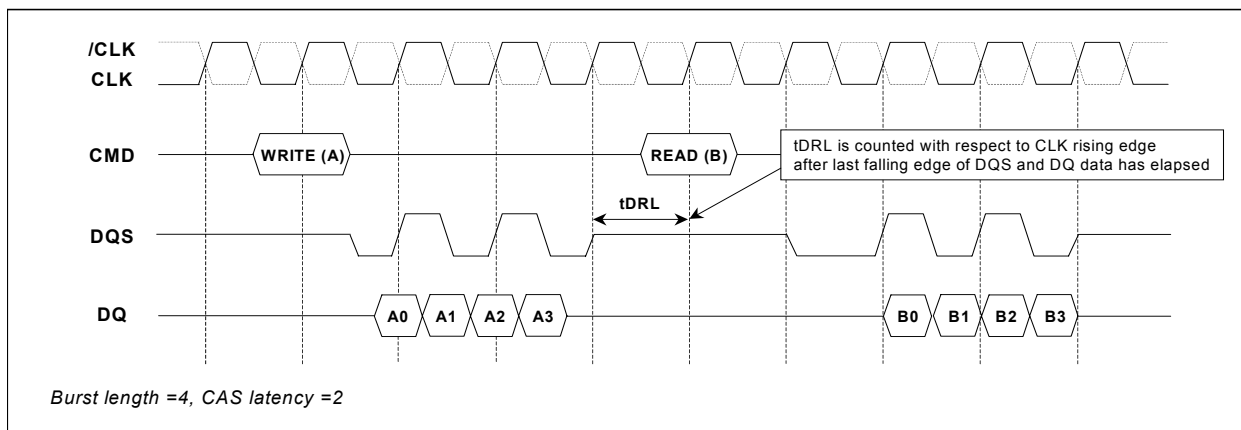 /CLK
CLK
CMD
WRITE (A)
READ (B)
tDRL is counted with respect to CLK rising edge
after last falling edge of DQS and DQ data has elapsed
tDRL
DQS
DQ
A0 A1 A2 A3
B0 B1 B2 B3
Burst length =4, CAS latency =2